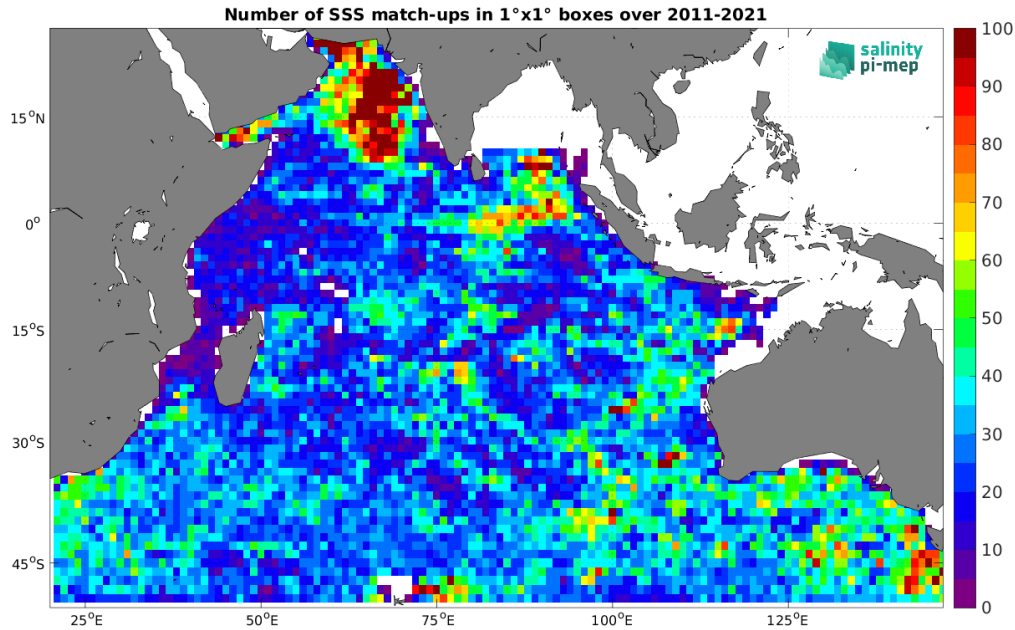 Number of SSS match-ups in 1°x1° boxes over 2011-2021
salinity
pi-mep
15°N
0°
15°S
30°S
45°S
25°E
50°E
75°E
100°E
125°E
100
90
80
70
60
50
40
30
20
10
0